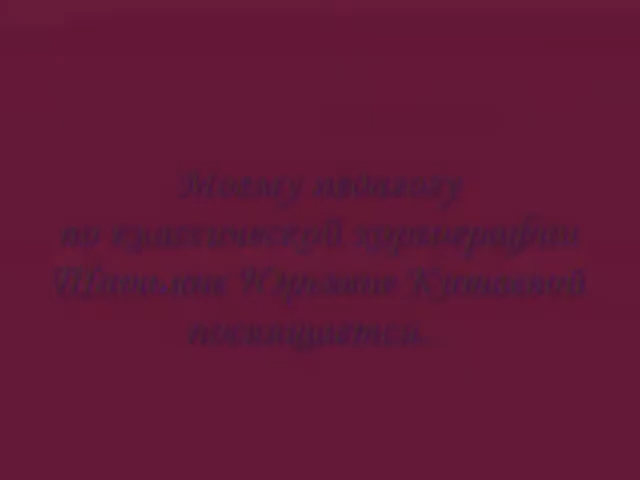 Моему педагогу
по классической хореографии
Татьяне Юрьевне
посвящается...